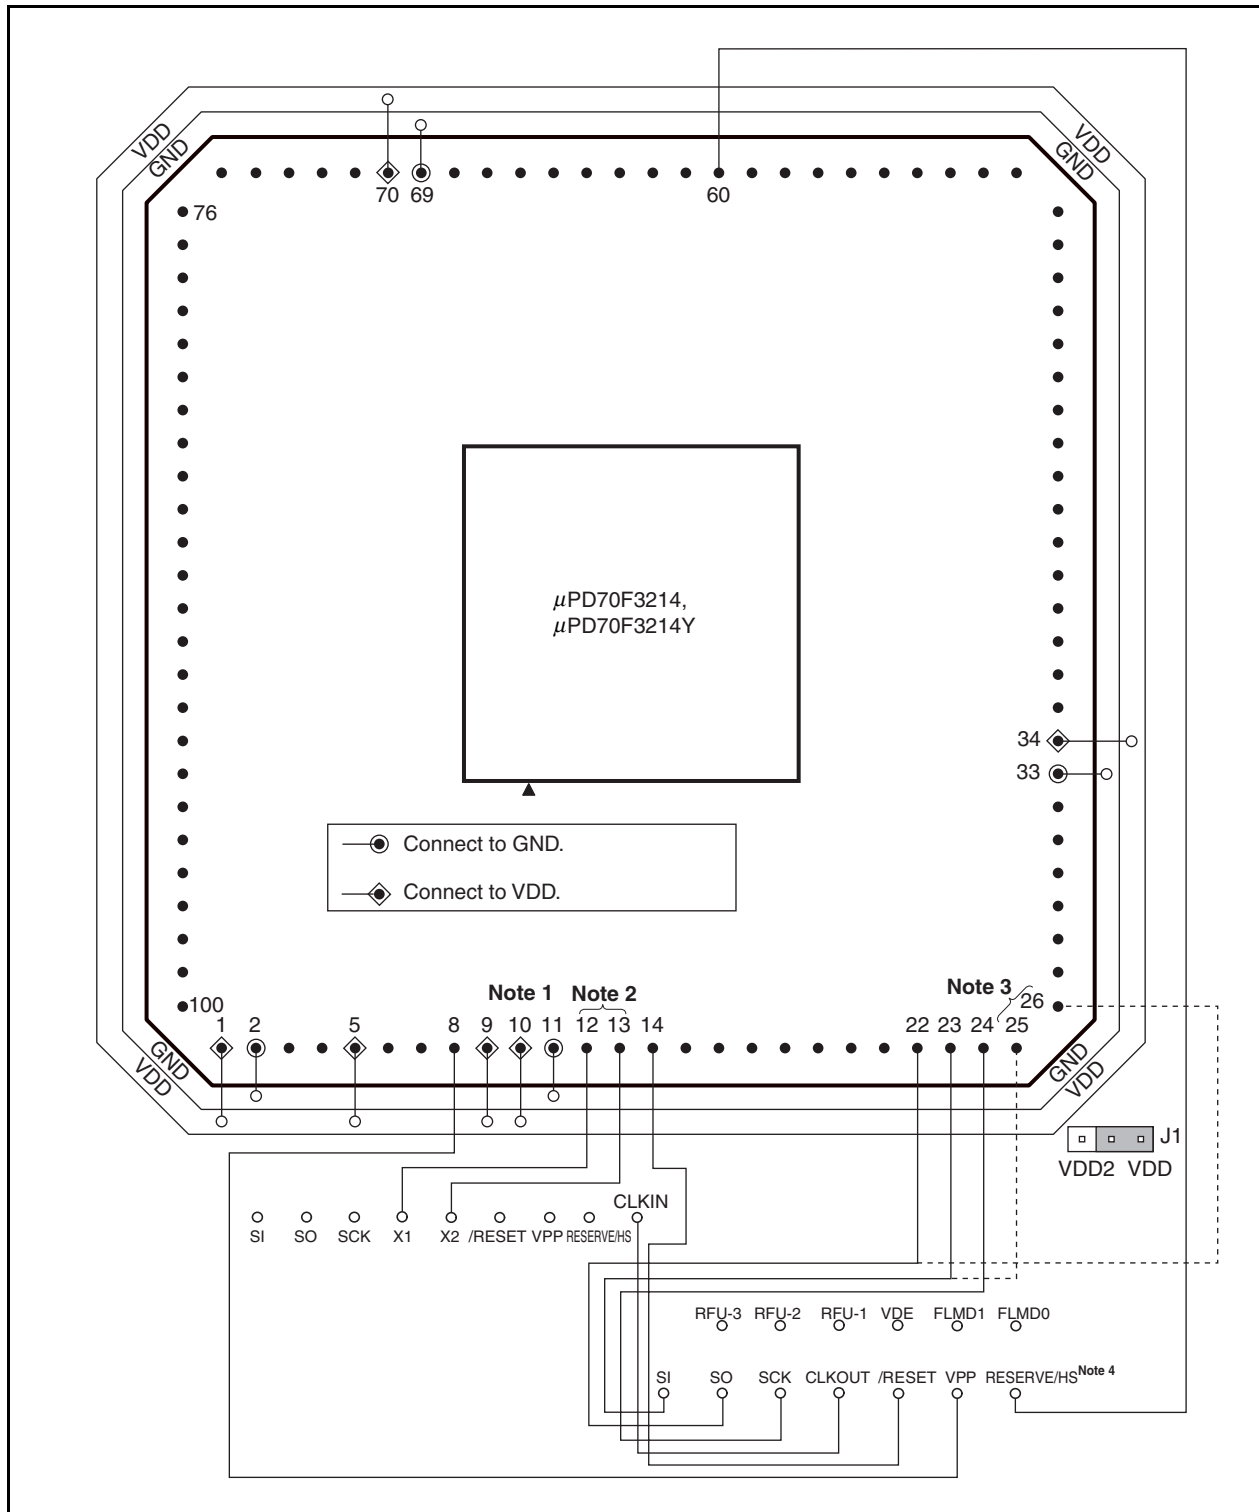 VDD
GND
VDD
GND
70 69
60
76
μPD70F3214,
μPD70F3214Y
34
33
Connect to GND.
Connect to VDD.
100
Note 1
Note 2
Note 3
26
1 2 5 8 9 10 11 12 13 14 22 23 24 25
GND
VDD
GND
VDD
J1
VDD2 VDD
CLKIN
SI SO SCK X1 X2 /RESET VPP RESERVE/HS
RFU-3 RFU-2 RFU-1 VDE FLMD1 FLMD0
SI SO SCK CLKOUT /RESET VPP RESERVE/HS Note 4